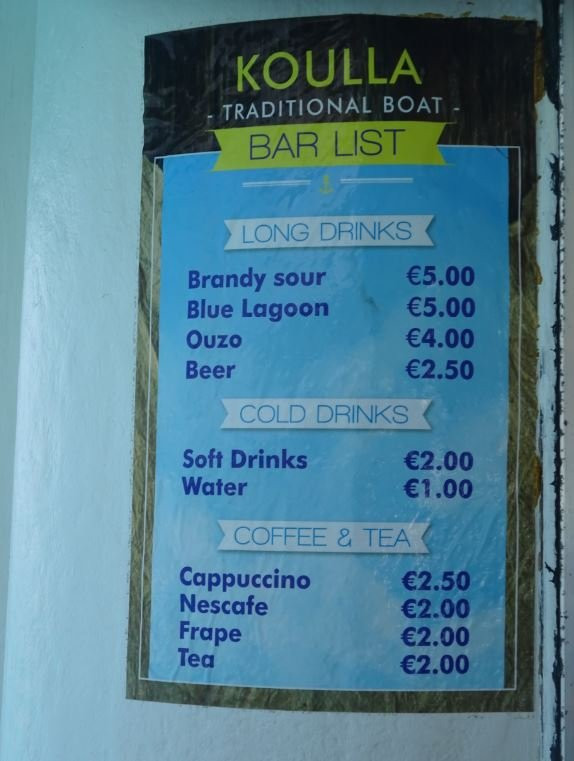 KOULLA
- TRADITIONAL BOAT -
BAR LIST
LONG DRINKS
Brandy sour €5.00
Blue Lagoon €5.00
Ouzo €4.00
Beer €2.50
COLD DRINKS
Soft Drinks €2.00
Water €1.00
COFFEE & TEA
Cappuccino €2.50
Nescafe €2.00
Frape €2.00
Tea €2.00